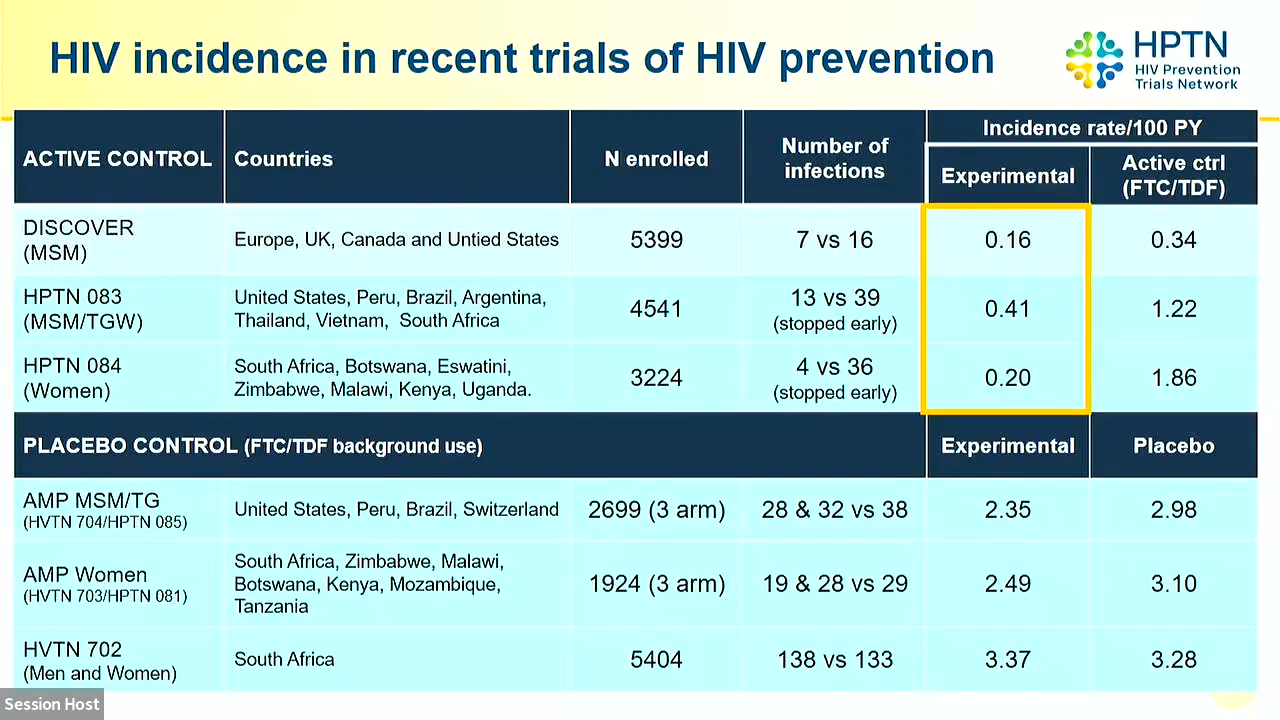 HIV incidence in recent trials of HIV prevention
HPTN
HIV Prevention
Trials Network
ACTIVE CONTROL
Countries
N enrolled
Number of
infections
Incidence rate/100 PY
Experimental
Active ctrl
(FTC/TDF)
DISCOVER
(MSM)
Europe, UK, Canada and Untied States
5399
7 vs 16
0.16
0.34
HPTN 083
(MSM/TGW)
United States, Peru, Brazil, Argentina,
Thailand, Vietnam, South Africa
4541
13 vs 39
(stopped early)
0.41
1.22
HPTN 084
(Women)
South Africa, Botswana, Eswatini,
Zimbabwe, Malawi, Kenya, Uganda.
3224
4 vs 36
(stopped early)
0.20
1.86
PLACEBO CONTROL (FTC/TDF background use)
Experimental
Placebo
AMP MSM/TG
(HVTN 704/HPTN 085)
United States, Peru, Brazil, Switzerland
2699 (3 arm)
28 & 32 vs 38
2.35
2.98
AMP Women
(HVTN 703/HPTN 081)
South Africa, Zimbabwe, Malawi,
Botswana, Kenya, Mozambique,
Tanzania
1924 (3 arm)
19 & 28 vs 29
2.49
3.10
HVTN 702
(Men and Women)
South Africa
5404
138 vs 133
3.37
3.28
Session Host